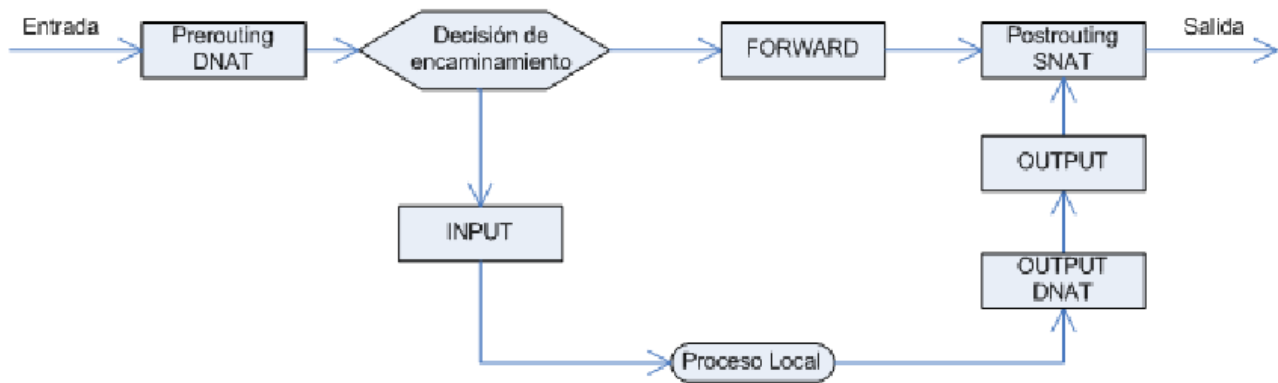 Entrada
Prerouting
DNAT
Decisión de
encaminamiento
FORWARD
Postrouting
SNAT
Salida
OUTPUT
INPUT
OUTPUT
DNAT
Proceso Local